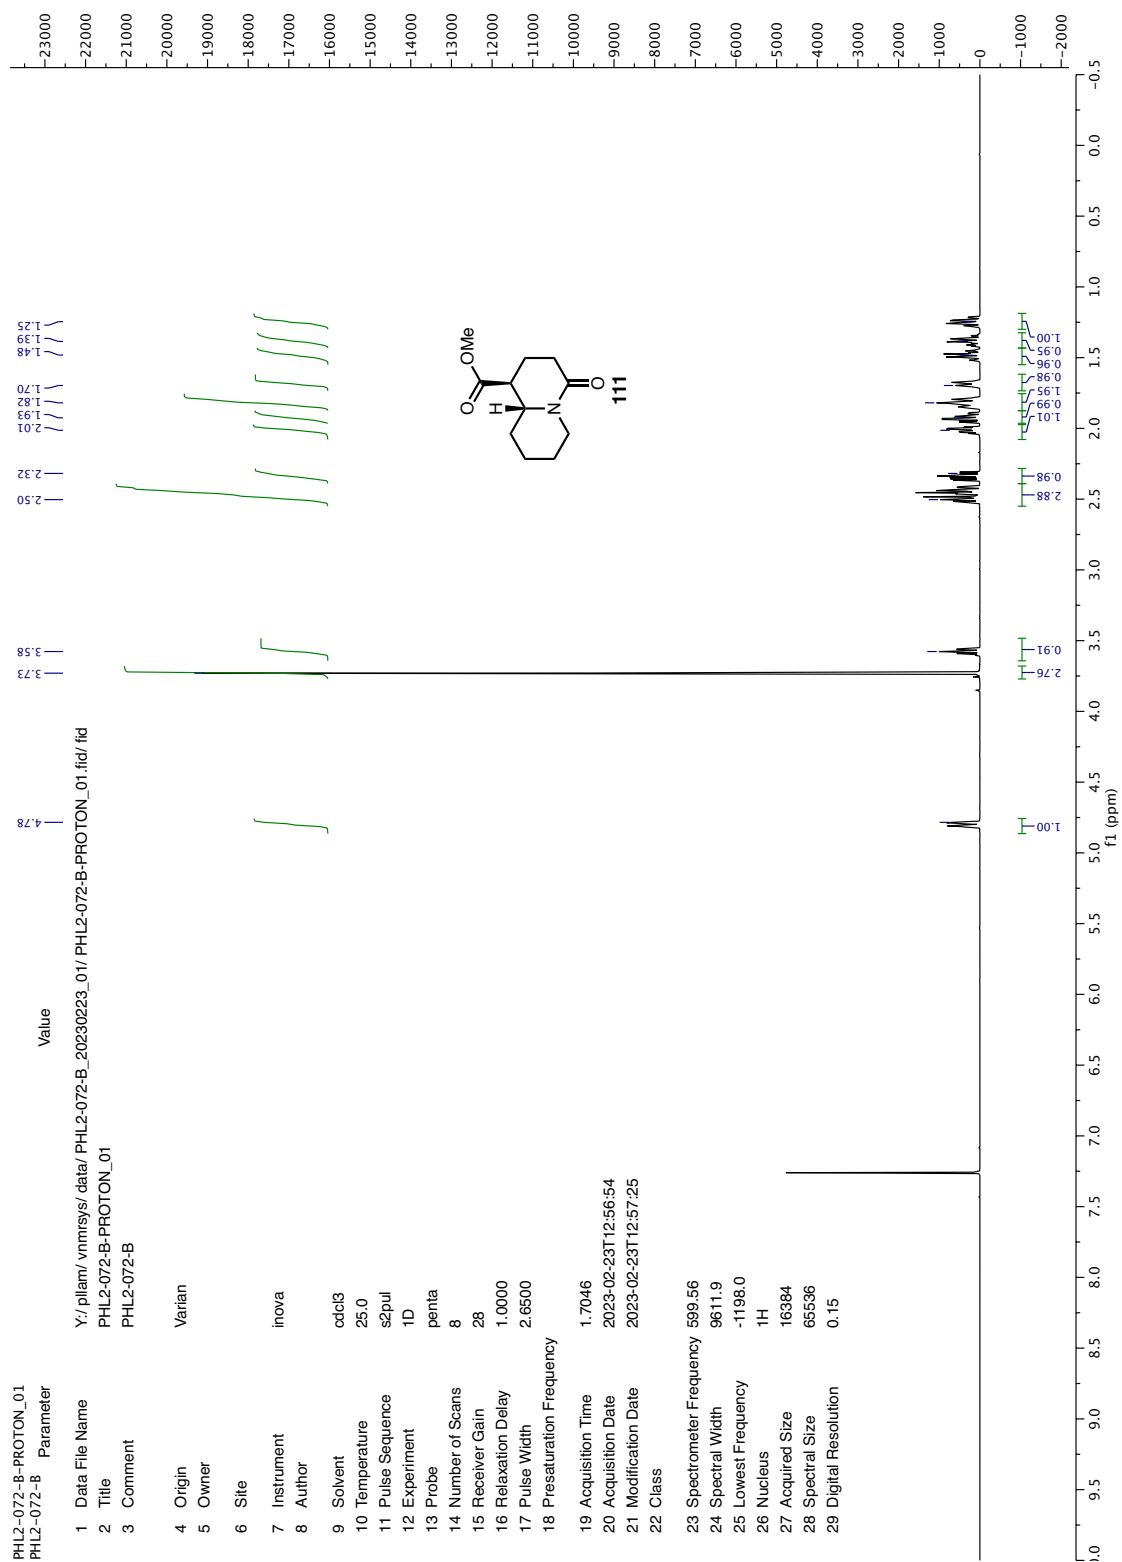 PHL2-072-B-PROTON_01
PHL2-072-B
Parameter Value
1 Data File Name Y:/ pllam/ vnmrsys/ data/ PHL2-072-B_20230223_01/ PHL2-072-B-PROTON_01.fid/ fid
2 Title PHL2-072-B-PROTON_01
3 Comment PHL2-072-B
4 Origin Varian
5 Owner
6 Site
7 Instrument inova
8 Author
9 Solvent cdcl3
10 Temperature 25.0
11 Pulse Sequence s2pul
12 Experiment 1D
13 Probe penta
14 Number of Scans 8
15 Receiver Gain 28
16 Relaxation Delay 1.0000
17 Pulse Width 2.6500
18 Presaturation Frequency
19 Acquisition Time 1.7046
20 Acquisition Date 2023-02-23T12:56:54
21 Modification Date 2023-02-23T12:57:25
22 Class
23 Spectrometer Frequency 599.56
24 Spectral Width 9611.9
25 Lowest Frequency -1198.0
26 Nucleus 1H
27 Acquired Size 16384
28 Spectral Size 65536
29 Digital Resolution 0.15
4.78
3.73
3.58
2.50
2.32
2.01
1.93
1.82
1.70
1.48
1.39
1.25
O
OMe
H
N
O
111
23000
22000
21000
20000
19000
18000
17000
16000
15000
14000
13000
12000
11000
10000
9000
8000
7000
6000
5000
4000
3000
2000
1000
0
-1000
-2000
1.00
2.76
0.91
2.88
0.98
1.01
0.99
1.95
0.98
0.96
0.95
1.00
9.5 9.0 8.5 8.0 7.5 7.0 6.5 6.0 5.5 5.0 4.5 4.0 3.5 3.0 2.5 2.0 1.5 1.0 0.5 0.0 -0.5
f1 (ppm)